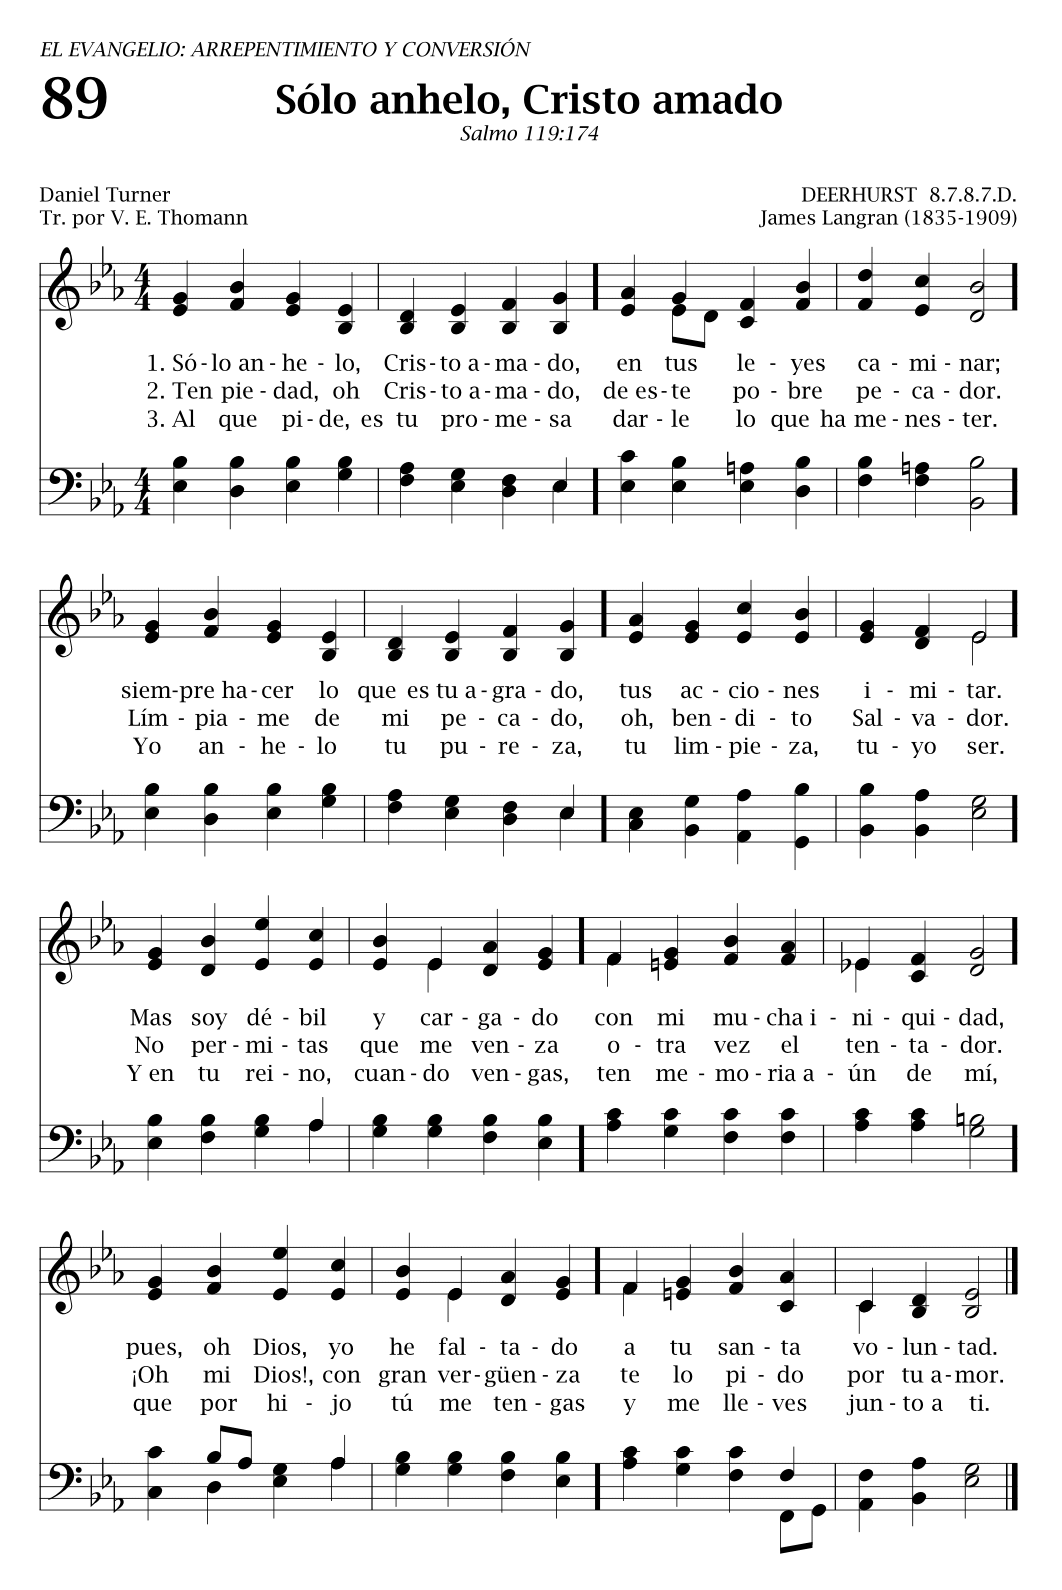 EL EVANGELIO: ARREPENTIMIENTO Y CONVERSIÓN
89 Sólo anhelo, Cristo amado
Salmo 119:174
Daniel Turner DEERHURST 8.7.8.7.D.
Tr. por V. E. Thomann James Langran (1835-1909)
4 4
1. Só - lo an - he - lo, Cris - to a - ma - do, en tus le - yes ca - mi - nar;
2. Ten pie - dad, oh Cris - to a - ma - do, de es - te po - bre pe - ca - dor.
3. Al que pi - de, es tu pro - me - sa dar - le lo que ha me - nes - ter.
4 4
siem - pre ha - cer lo que es tu a - gra - do, tus ac - cio - nes i - mi - tar.
Lím - pia - me de mi pe - ca - do, oh, ben - di - to Sal - va - dor.
Yo an - he - lo tu pu - re - za, tu lim - pie - za, tu - yo ser.
Mas soy dé - bil y car - ga - do con mi mu - cha i - ni - qui - dad,
No per - mi - tas que me ven - za o - tra vez el ten - ta - dor.
Y en tu rei - no, cuan - do ven - gas, ten me - mo - ria a - ún de mí,
pues, oh Dios, yo he fal - ta - do a tu san - ta vo - lun - tad.
¡Oh mi Dios!, con gran ver - güen - za te lo pi - do por tu a - mor.
que por hi - jo tú me ten - gas y me lle - ves jun - to a ti.